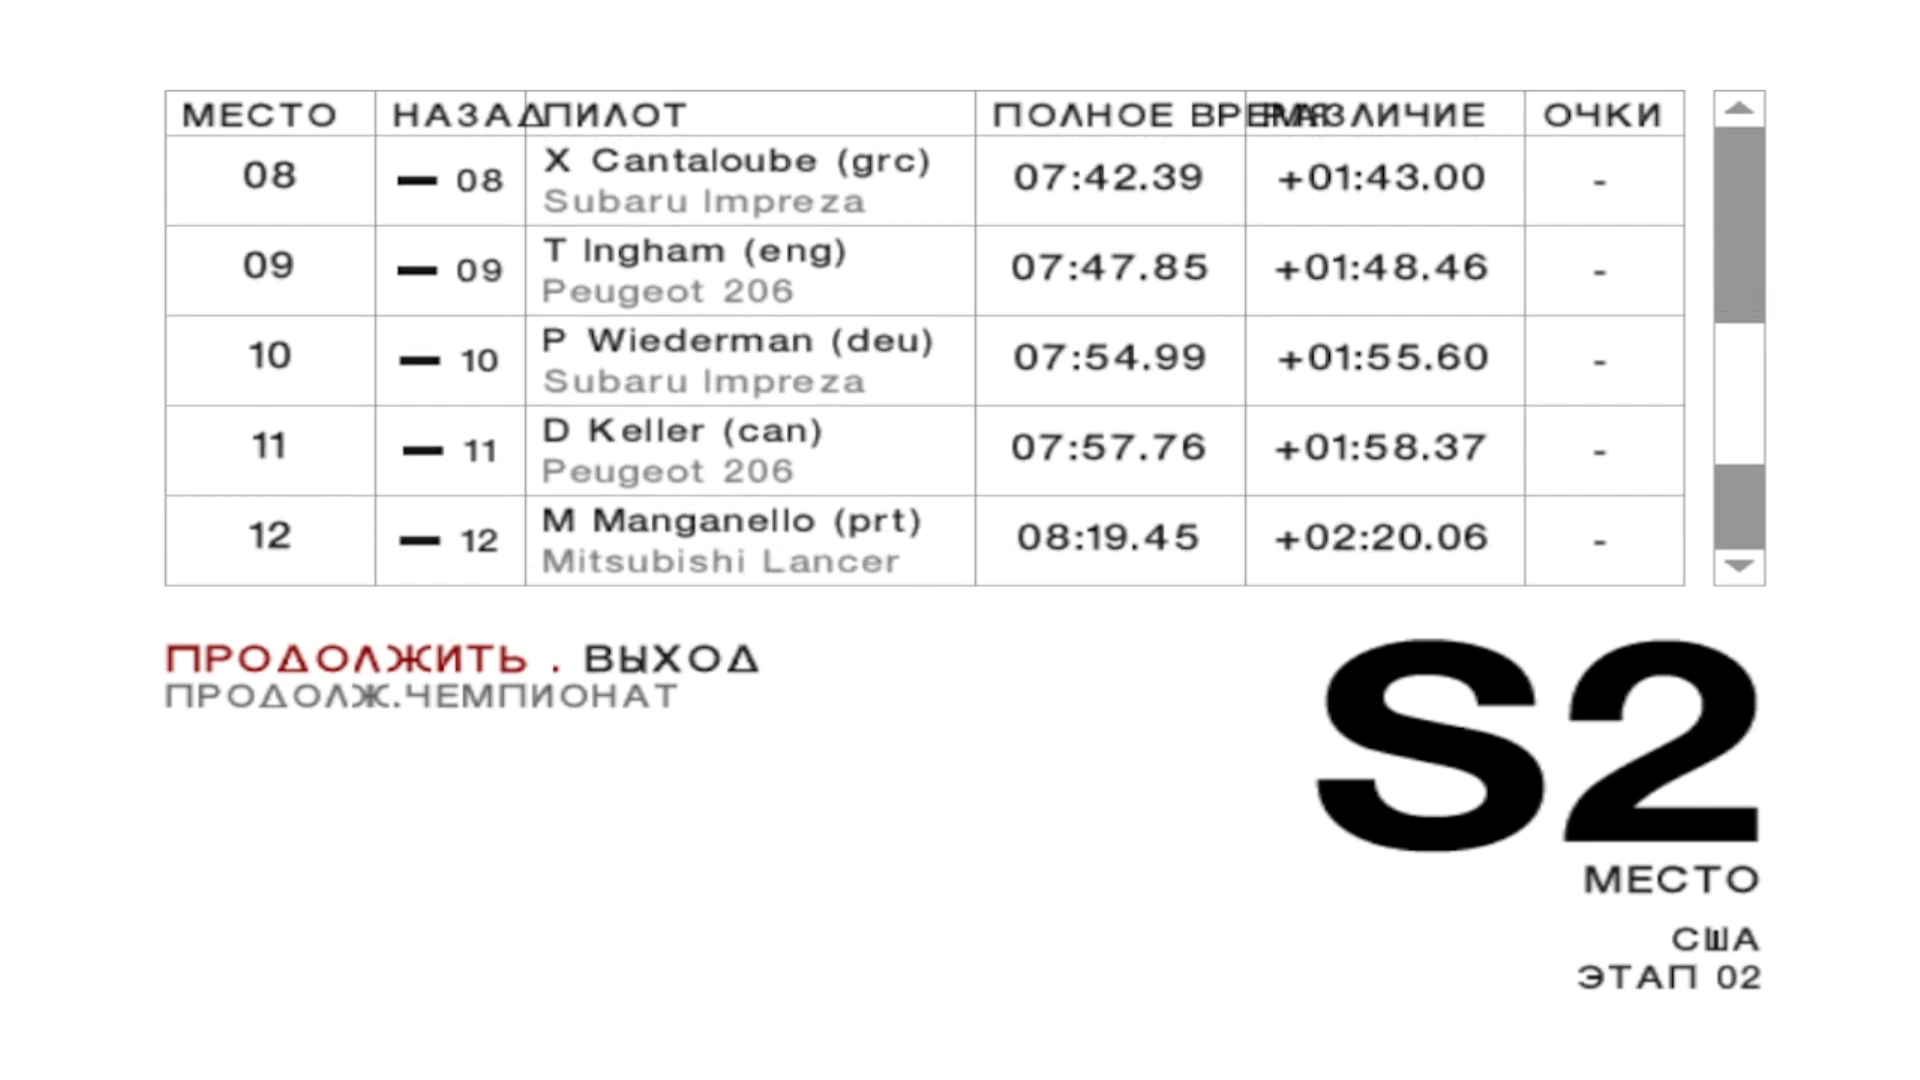 МЕСТО НАЗАД ПИЛОТ ПОЛНОЕ ВРЕМЯ РАЗЛИЧИЕ ОЧКИ
08 — 08 X Cantaloube (grc) 07:42.39 +01:43.00 -
Subaru Impreza
09 — 09 T Ingham (eng) 07:47.85 +01:48.46 -
Peugeot 206
10 — 10 P Wiederman (deu) 07:54.99 +01:55.60 -
Subaru Impreza
11 — 11 D Keller (can) 07:57.76 +01:58.37 -
Peugeot 206
12 — 12 M Manganello (prt) 08:19.45 +02:20.06 -
Mitsubishi Lancer
ПРОДОЛЖИТЬ . ВЫХОД
ПРОДОЛЖ.ЧЕМПИОНАТ
S2
МЕСТО
США
ЭТАП 02